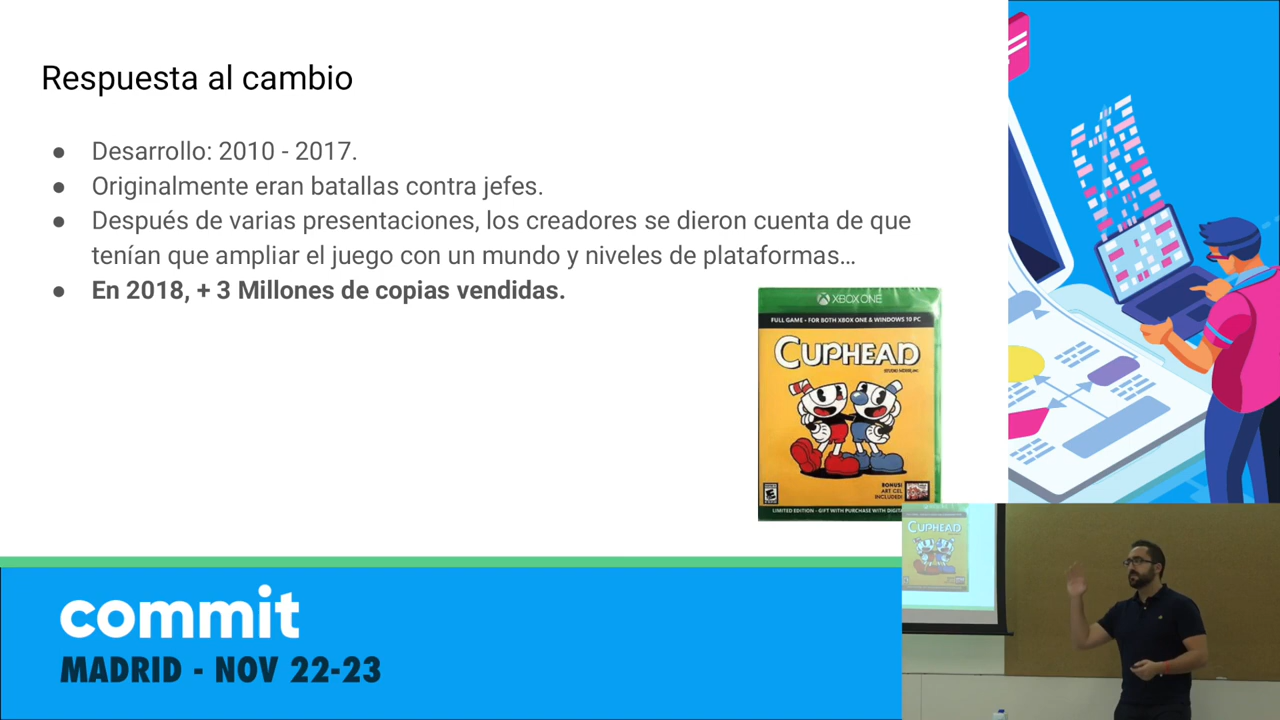 Respuesta al cambio
● Desarrollo: 2010 - 2017.
● Originalmente eran batallas contra jefes.
● Después de varias presentaciones, los creadores se dieron cuenta de que
tenían que ampliar el juego con un mundo y niveles de plataformas…
● En 2018, + 3 Millones de copias vendidas.
XBOX ONE
FULL GAME - FOR BOTH XBOX ONE & WINDOWS 10 PC
CUPHEAD
BONUS!
ART CEL
INCLUDED!
LIMITED EDITION - GIFT WITH PURCHASE WITH
CUPHEAD
commit
MADRID - NOV 22-23